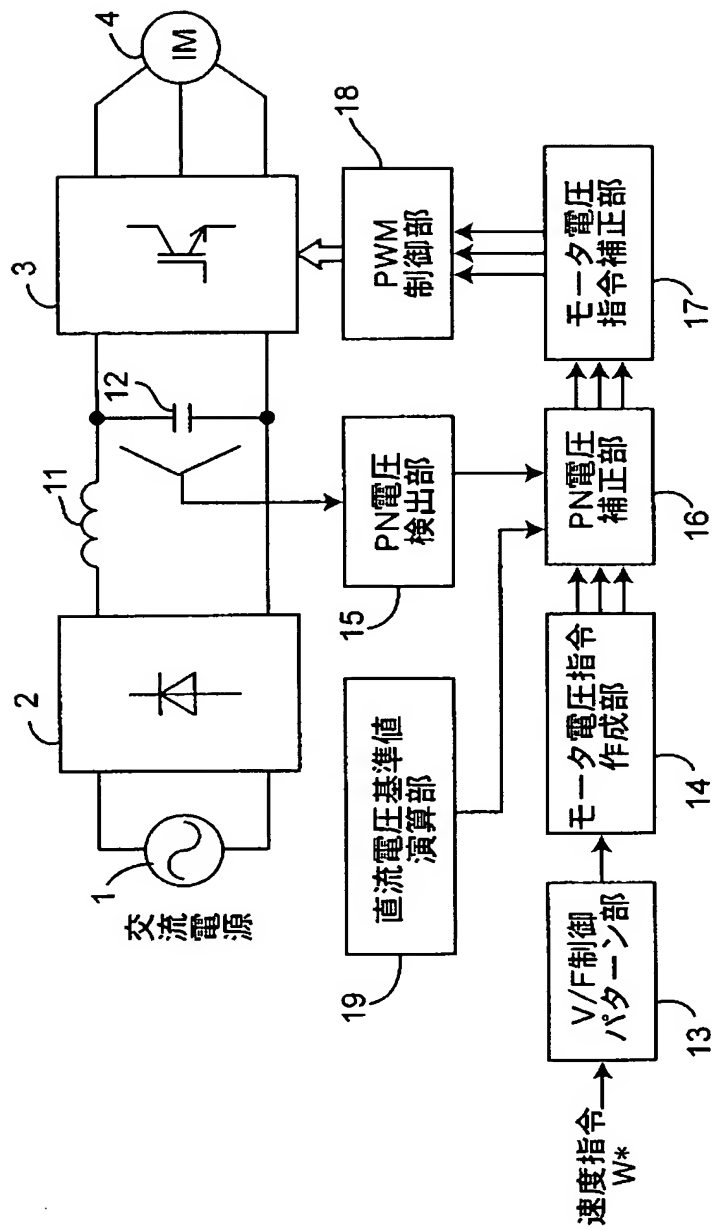 1
交流電源
2
11
12
3
IM
4
PWM
制御部
18
PN電圧
検出部
15
直流電圧基準値
演算部
19
速度指令
W*
V/F制御
パターン部
13
モータ電圧指令
作成部
14
PN電圧
補正部
16
モータ電圧
指令補正部
17